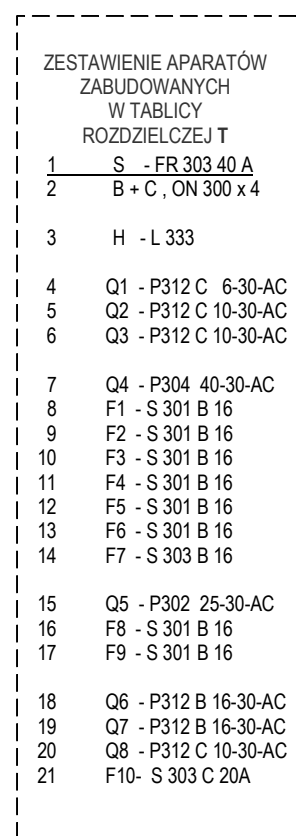 ZESTAWIENIE APARATÓW
ZABUDOWANYCH
W TABLICY
ROZDZIELCZEJ T
1 S - FR 303 40 A
2 B + C , ON 300 x 4
3 H - L 333
4 Q1 - P312 C 6-30-AC
5 Q2 - P312 C 10-30-AC
6 Q3 - P312 C 10-30-AC
7 Q4 - P304 40-30-AC
8 F1 - S 301 B 16
9 F2 - S 301 B 16
10 F3 - S 301 B 16
11 F4 - S 301 B 16
12 F5 - S 301 B 16
13 F6 - S 301 B 16
14 F7 - S 303 B 16
15 Q5 - P302 25-30-AC
16 F8 - S 301 B 16
17 F9 - S 301 B 16
18 Q6 - P312 B 16-30-AC
19 Q7 - P312 B 16-30-AC
20 Q8 - P312 C 10-30-AC
21 F10- S 303 C 20A